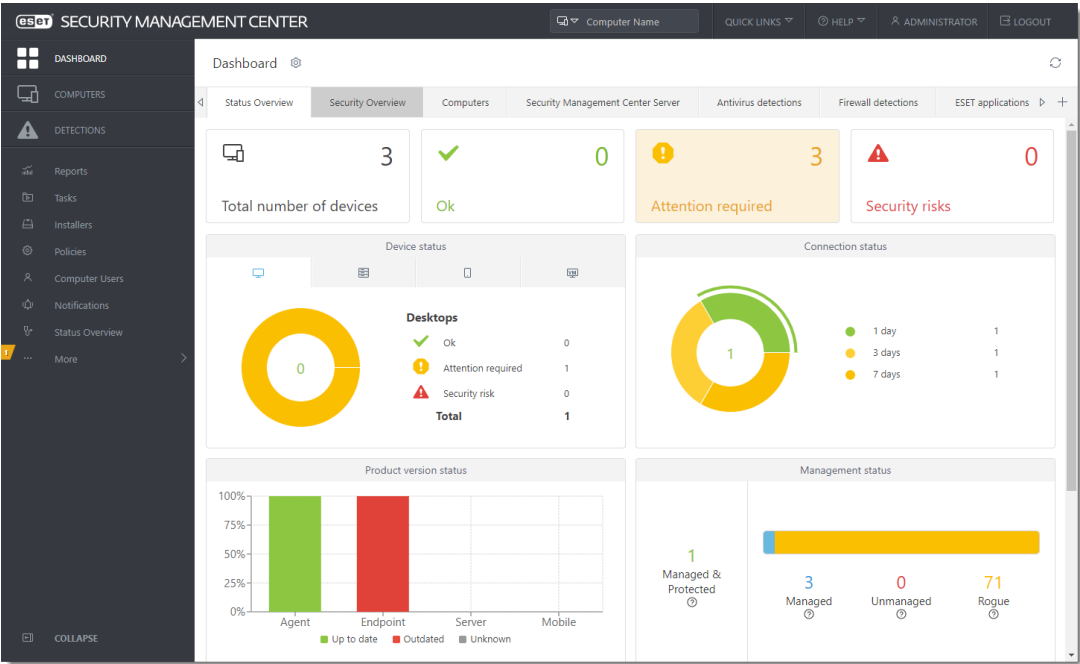 eset SECURITY MANAGEMENT CENTER
Computer Name
QUICK LINKS
HELP
ADMINISTRATOR
LOGOUT
DASHBOARD
COMPUTERS
DETECTIONS
Reports
Tasks
Installers
Policies
Computer Users
Notifications
Status Overview
1
More
COLLAPSE
Dashboard
Status Overview
Security Overview
Computers
Security Management Center Server
Antivirus detections
Firewall detections
ESET applications
3
Total number of devices
0
Ok
3
Attention required
0
Security risks
Device status
0
Desktops
Ok 0
Attention required 1
Security risk 0
Total 1
Connection status
1
1 day 1
3 days 1
7 days 1
Product version status
100%
75%
50%
25%
0%
Agent Endpoint Server Mobile
Up to date Outdated Unknown
Management status
1
Managed &
Protected
3 0 71
Managed Unmanaged Rogue